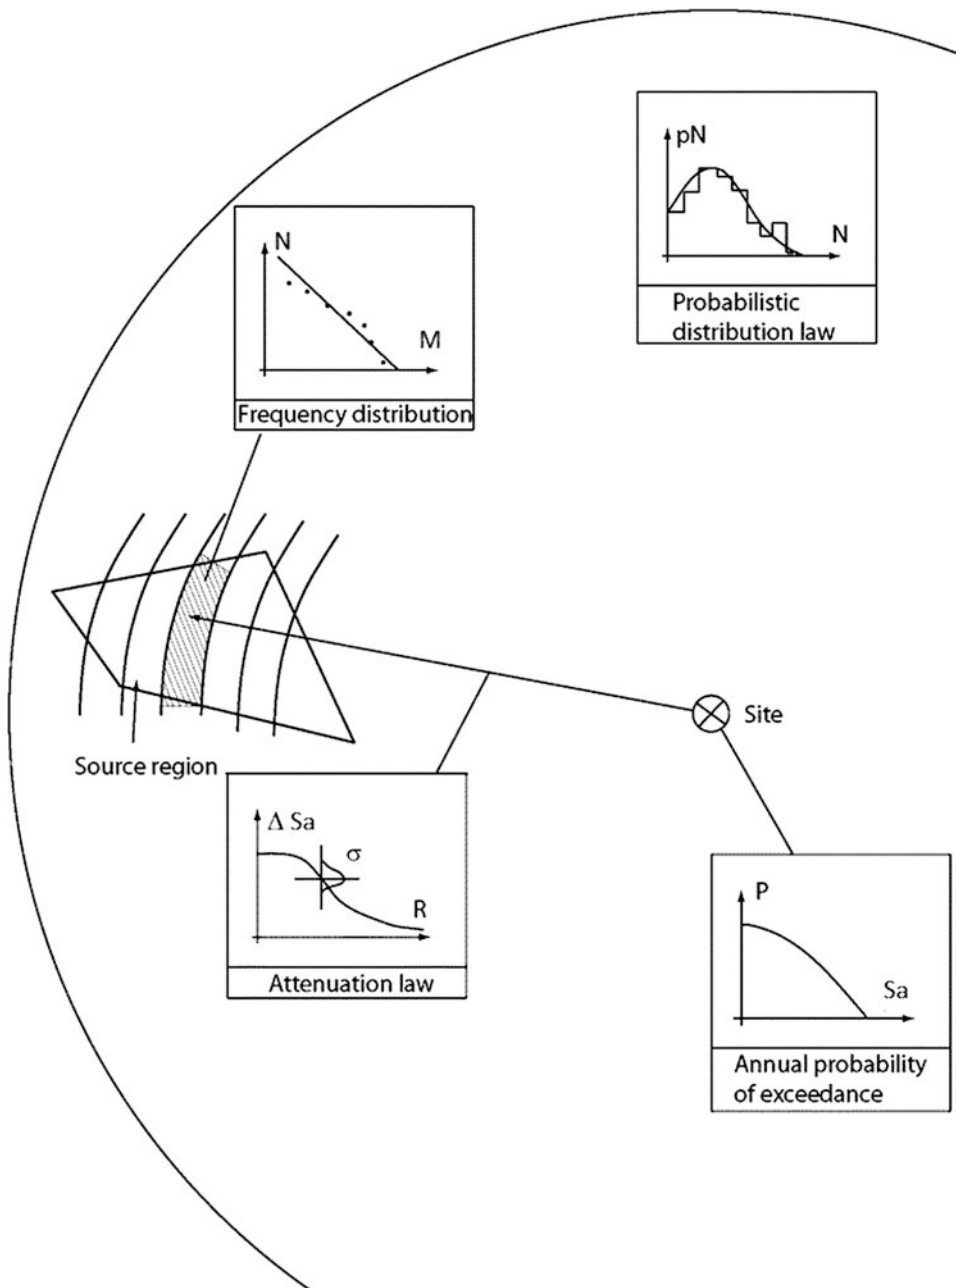 pN
N
Probabilistic
distribution law
N
M
Frequency distribution
Site
Source region
Δ Sa
σ
R
Attenuation law
P
Sa
Annual probability
of exceedance